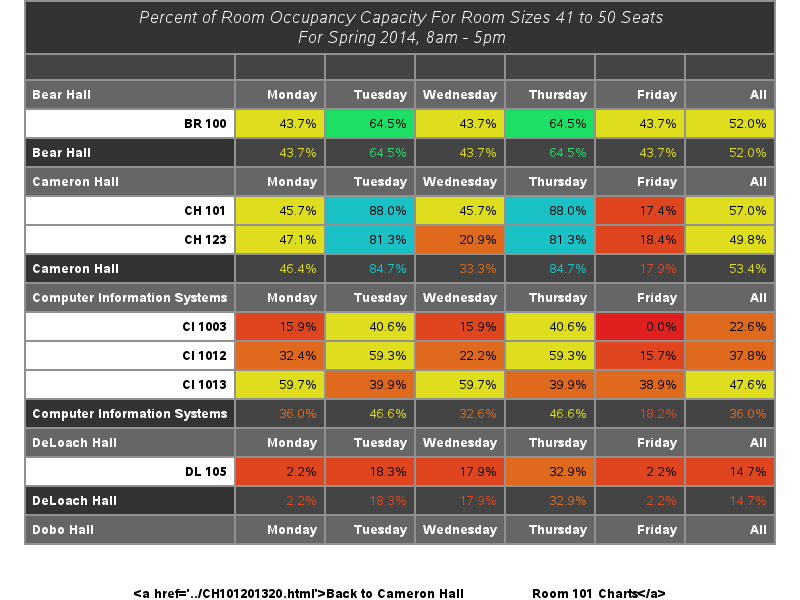 Percent of Room Occupancy Capacity For Room Sizes 41 to 50 Seats
For Spring 2014, 8am - 5pm
Bear Hall Monday Tuesday Wednesday Thursday Friday All
BR 100 43.7% 64.5% 43.7% 64.5% 43.7% 52.0%
Bear Hall 43.7% 64.5% 43.7% 64.5% 43.7% 52.0%
Cameron Hall Monday Tuesday Wednesday Thursday Friday All
CH 101 45.7% 88.0% 45.7% 88.0% 17.4% 57.0%
CH 123 47.1% 81.3% 20.9% 81.3% 18.4% 49.8%
Cameron Hall 46.4% 84.7% 33.3% 84.7% 17.9% 53.4%
Computer Information Systems Monday Tuesday Wednesday Thursday Friday All
CI 1003 15.9% 40.6% 15.9% 40.6% 0.0% 22.6%
CI 1012 32.4% 59.3% 22.2% 59.3% 15.7% 37.8%
CI 1013 59.7% 39.9% 59.7% 39.9% 38.9% 47.6%
Computer Information Systems 36.0% 46.6% 32.6% 46.6% 18.2% 36.0%
DeLoach Hall Monday Tuesday Wednesday Thursday Friday All
DL 105 2.2% 18.3% 17.9% 32.9% 2.2% 14.7%
DeLoach Hall 2.2% 18.3% 17.9% 32.9% 2.2% 14.7%
Dobo Hall Monday Tuesday Wednesday Thursday Friday All
<a href='../CH101201320.html'>Back to Cameron Hall Room 101 Charts</a>